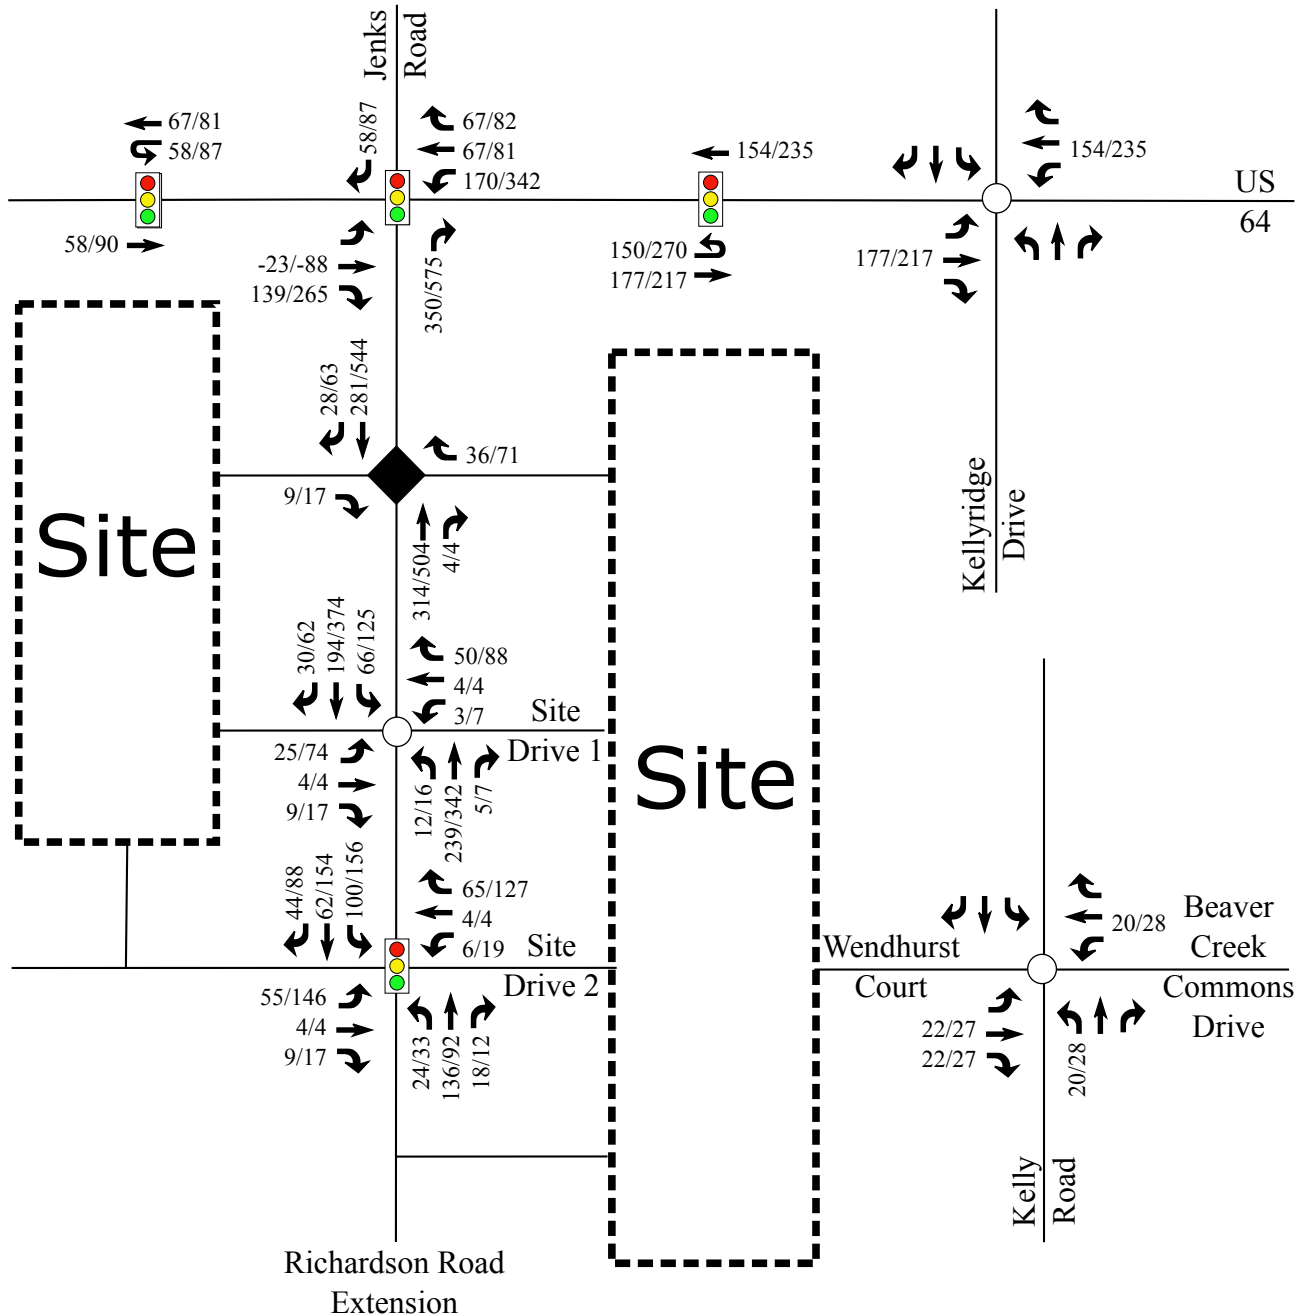 Jenks
Road
67/81
58/87
58/87
67/82
67/81
170/342
154/235
154/235
US
64
58/90
-23/-88
139/265
350/575
150/270
177/217
177/217
28/63
281/544
36/71
9/17
314/504
4/4
Site
Kellyridge
Drive
30/62
194/374
66/125
50/88
4/4
3/7
Site
Drive 1
25/74
4/4
9/17
12/16
239/342
5/7
Site
44/88
62/154
100/156
65/127
4/4
6/19
Site
Drive 2
55/146
4/4
9/17
24/33
136/92
18/12
Wendhurst
Court
20/28
Beaver
Creek
Commons
Drive
22/27
22/27
20/28
Kelly
Road
Richardson Road
Extension